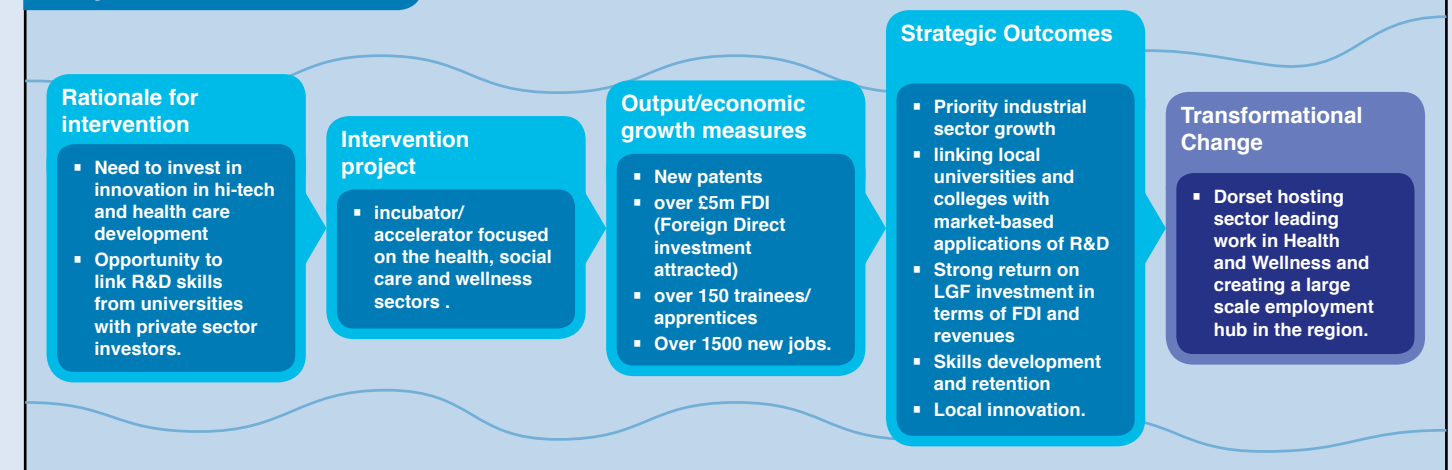 Rationale for
intervention
▪ Need to invest in
innovation in hi-tech
and health care
development
▪ Opportunity to
link R&D skills
from universities
with private sector
investors.
Intervention
project
▪ incubator/
accelerator focused
on the health, social
care and wellness
sectors .
Output/economic
growth measures
▪ New patents
▪ over £5m FDI
(Foreign Direct
investment
attracted)
▪ over 150 trainees/
apprentices
▪ Over 1500 new jobs.
Strategic Outcomes
▪ Priority industrial
sector growth
▪ linking local
universities and
colleges with
market-based
applications of R&D
▪ Strong return on
LGF investment in
terms of FDI and
revenues
▪ Skills development
and retention
▪ Local innovation.
Transformational
Change
▪ Dorset hosting
sector leading
work in Health
and Wellness and
creating a large
scale employment
hub in the region.